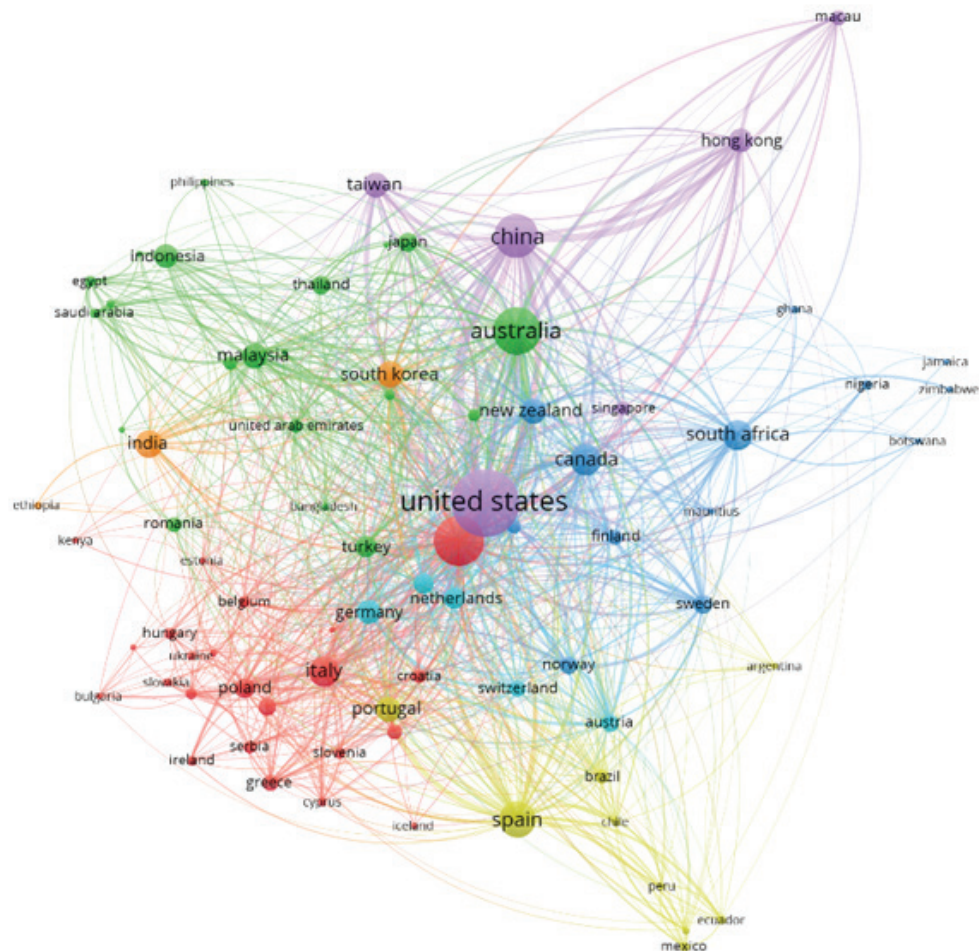 macau
hong kong
taiwan
philippines
china
japan
indonesia
thailand
egypt
saudi arabia
ghana
australia
malaysia
jamaica
south korea
nigeria
zimbabwe
new zealand
singapore
united arab emirates
south africa
india
botswana
canada
united states
ethiopia
bangladesh
mauritius
romania
finland
kenya
turkey
estonia
netherlands
belgium
germany
sweden
hungary
ukraine
norway
argentina
italy
croatia
slovakia
poland
switzerland
bulgaria
portugal
austria
serbia
slovenia
ireland
brazil
greece
cyprus
spain
chile
iceland
peru
ecuador
mexico